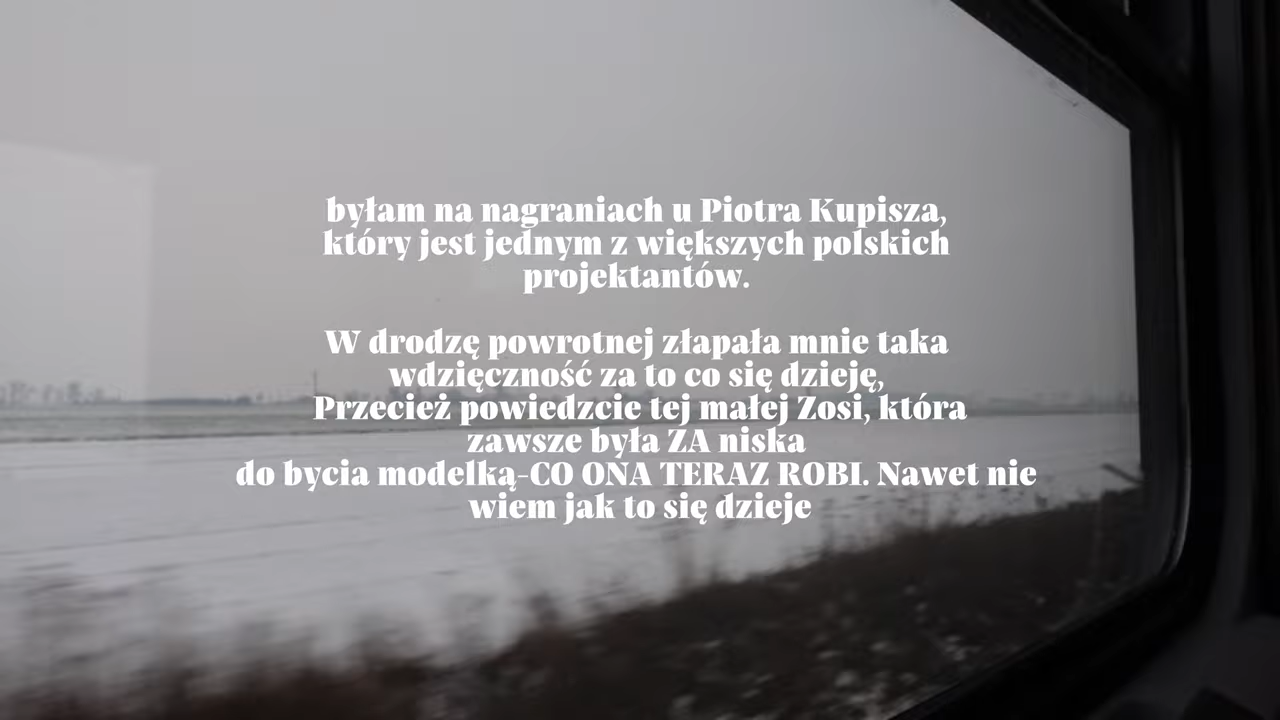 byłam na nagraniach u Piotra Kupisza,
który jest jednym z większych polskich
projektantów.
W drodzę powrotnej złapała mnie taka
wdzięczność za to co się dzieję,
Przecież powiedzcie tej małej Zosi, która
zawsze była ZA niska
do bycia modelką-CO ONA TERAZ ROBI. Nawet nie
wiem jak to się dzieje